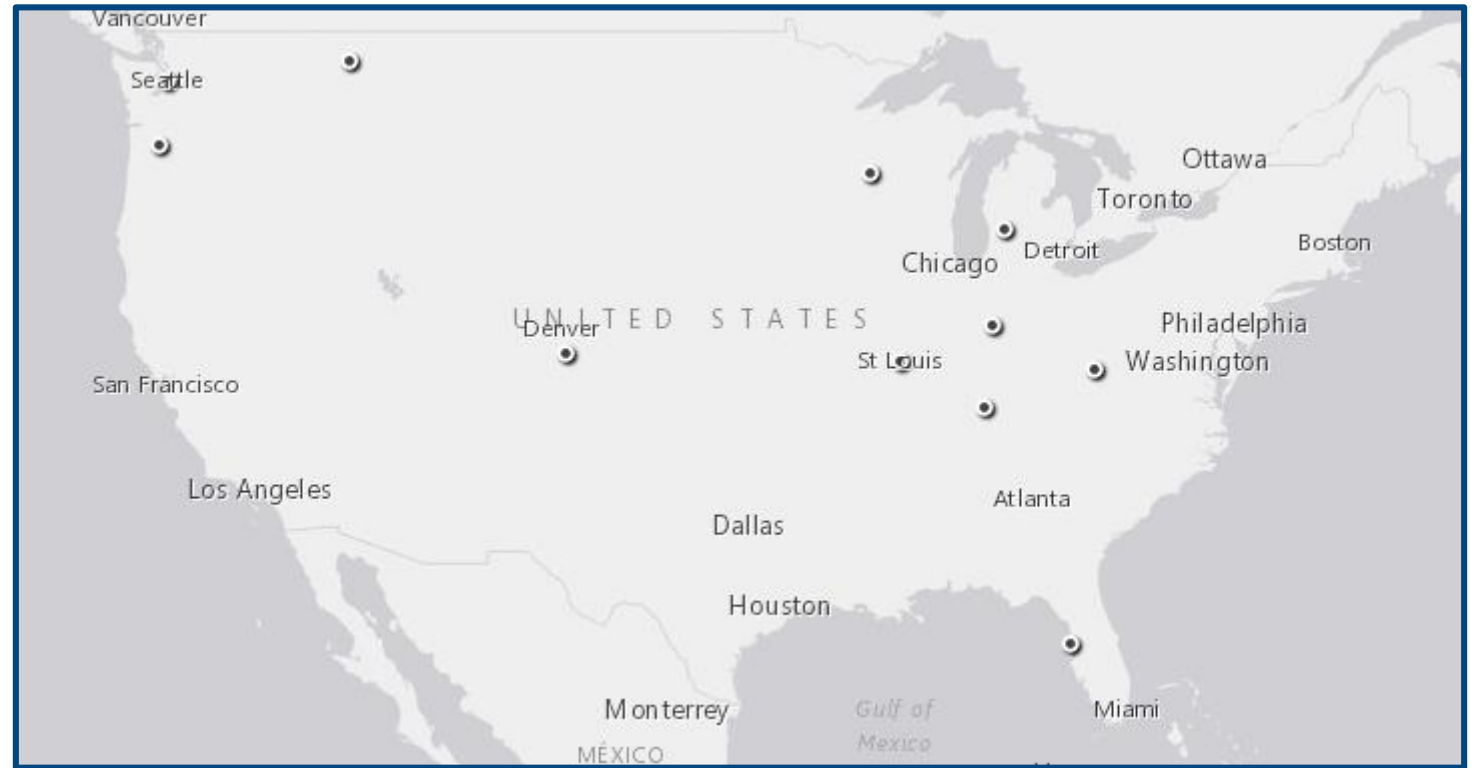 Vancouver
Seattle
Ottawa
Toronto
Boston
Detroit
Chicago
UNITED STATES
Denver
Philadelphia
St Louis
Washington
San Francisco
Los Angeles
Atlanta
Dallas
Houston
Monterrey
Gulf of
Mexico
Miami
MÉXICO